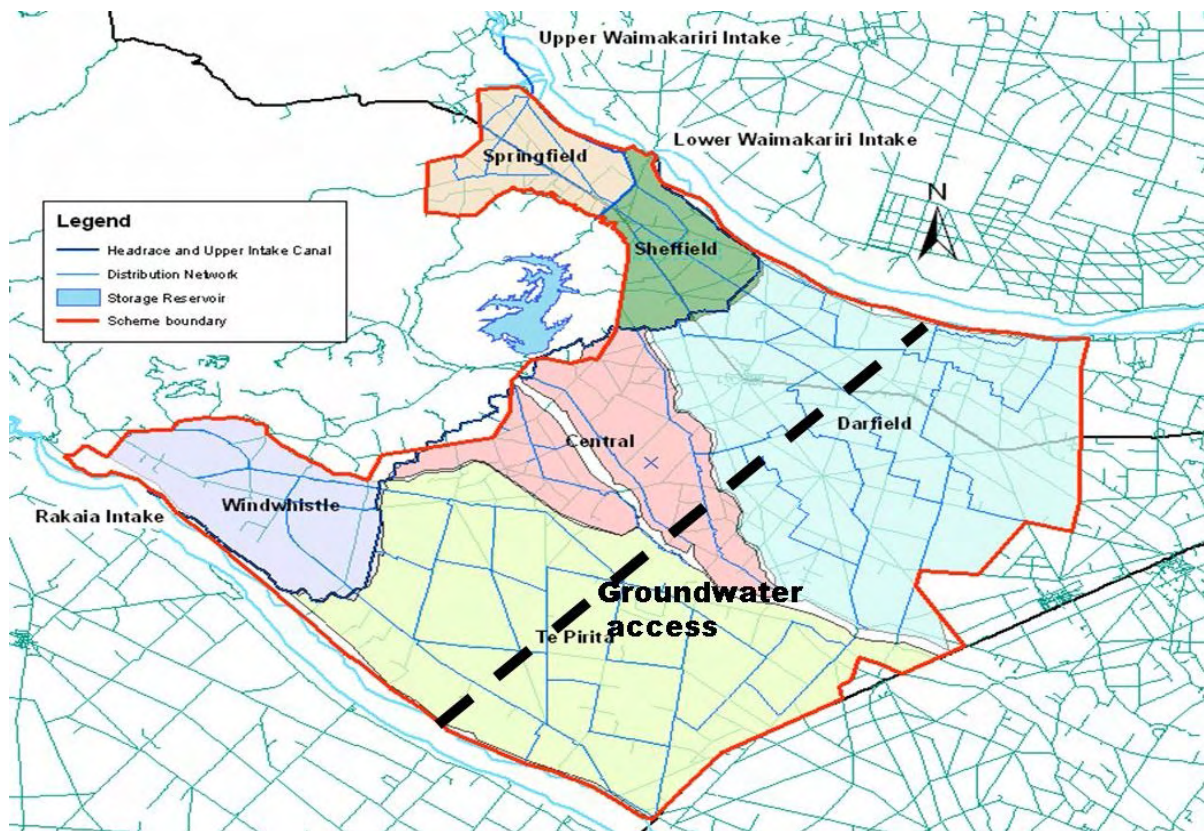 Upper Waimakariri Intake
Lower Waimakariri Intake
Springfield
N
Legend
Headrace and Upper Intake Canal
Distribution Network
Storage Reservoir
Scheme boundary
Sheffield
Darfield
Central
Windwhistle
Rakaia Intake
Groundwater
access
Te Pirita